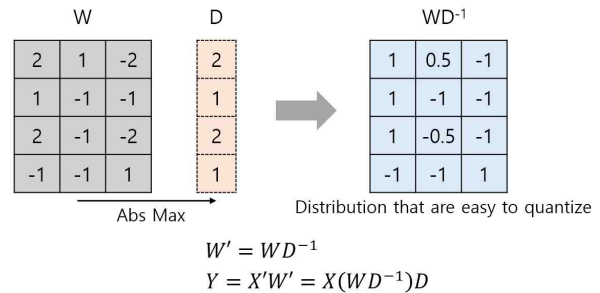 W D WD⁻¹
2 1 -2 2 1 0.5 -1
1 -1 -1 1 1 -1 -1
2 -1 -2 2 1 -0.5 -1
-1 -1 1 1 -1 -1 1
Abs Max
Distribution that are easy to quantize
W′ = WD⁻¹
Y = X′W′ = X(WD⁻¹)D